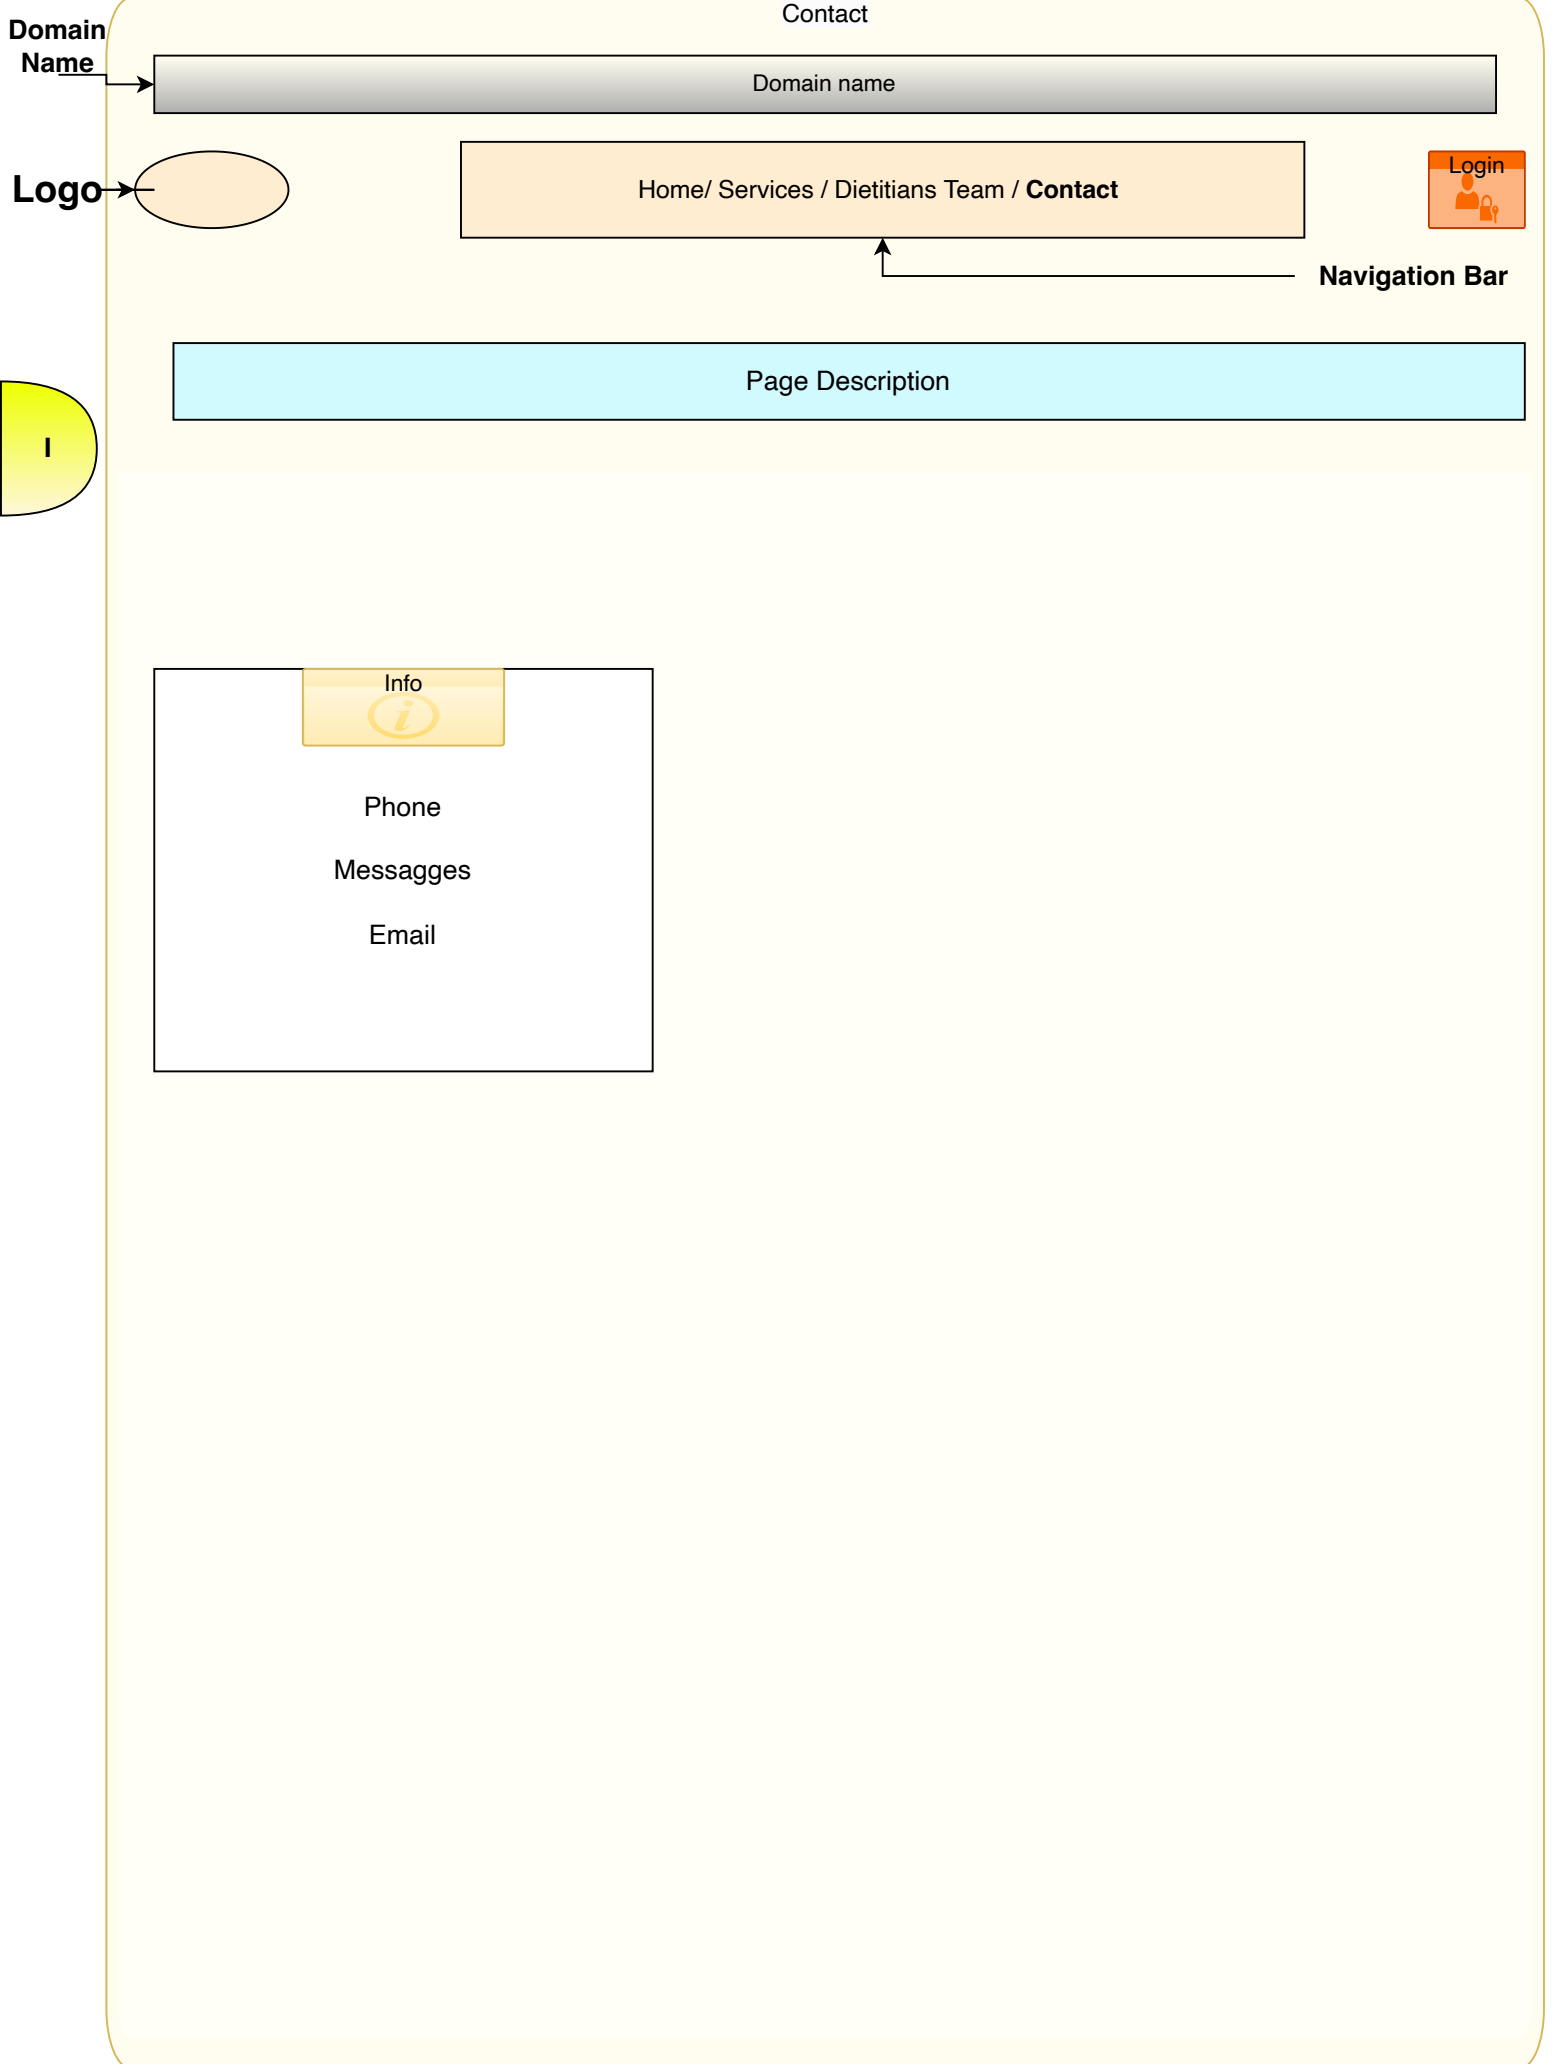 Contact
Domain
Name
Domain name
Logo
Home/ Services / Dietitians Team / Contact
Login
Navigation Bar
Page Description
I
Info
Phone
Messagges
Email